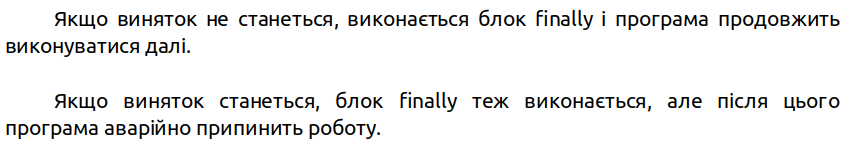 Якщо виняток не станеться, виконається блок finally і програма продовжить
виконуватися далі.
Якщо виняток станеться, блок finally теж виконається, але після цього
програма аварійно припинить роботу.